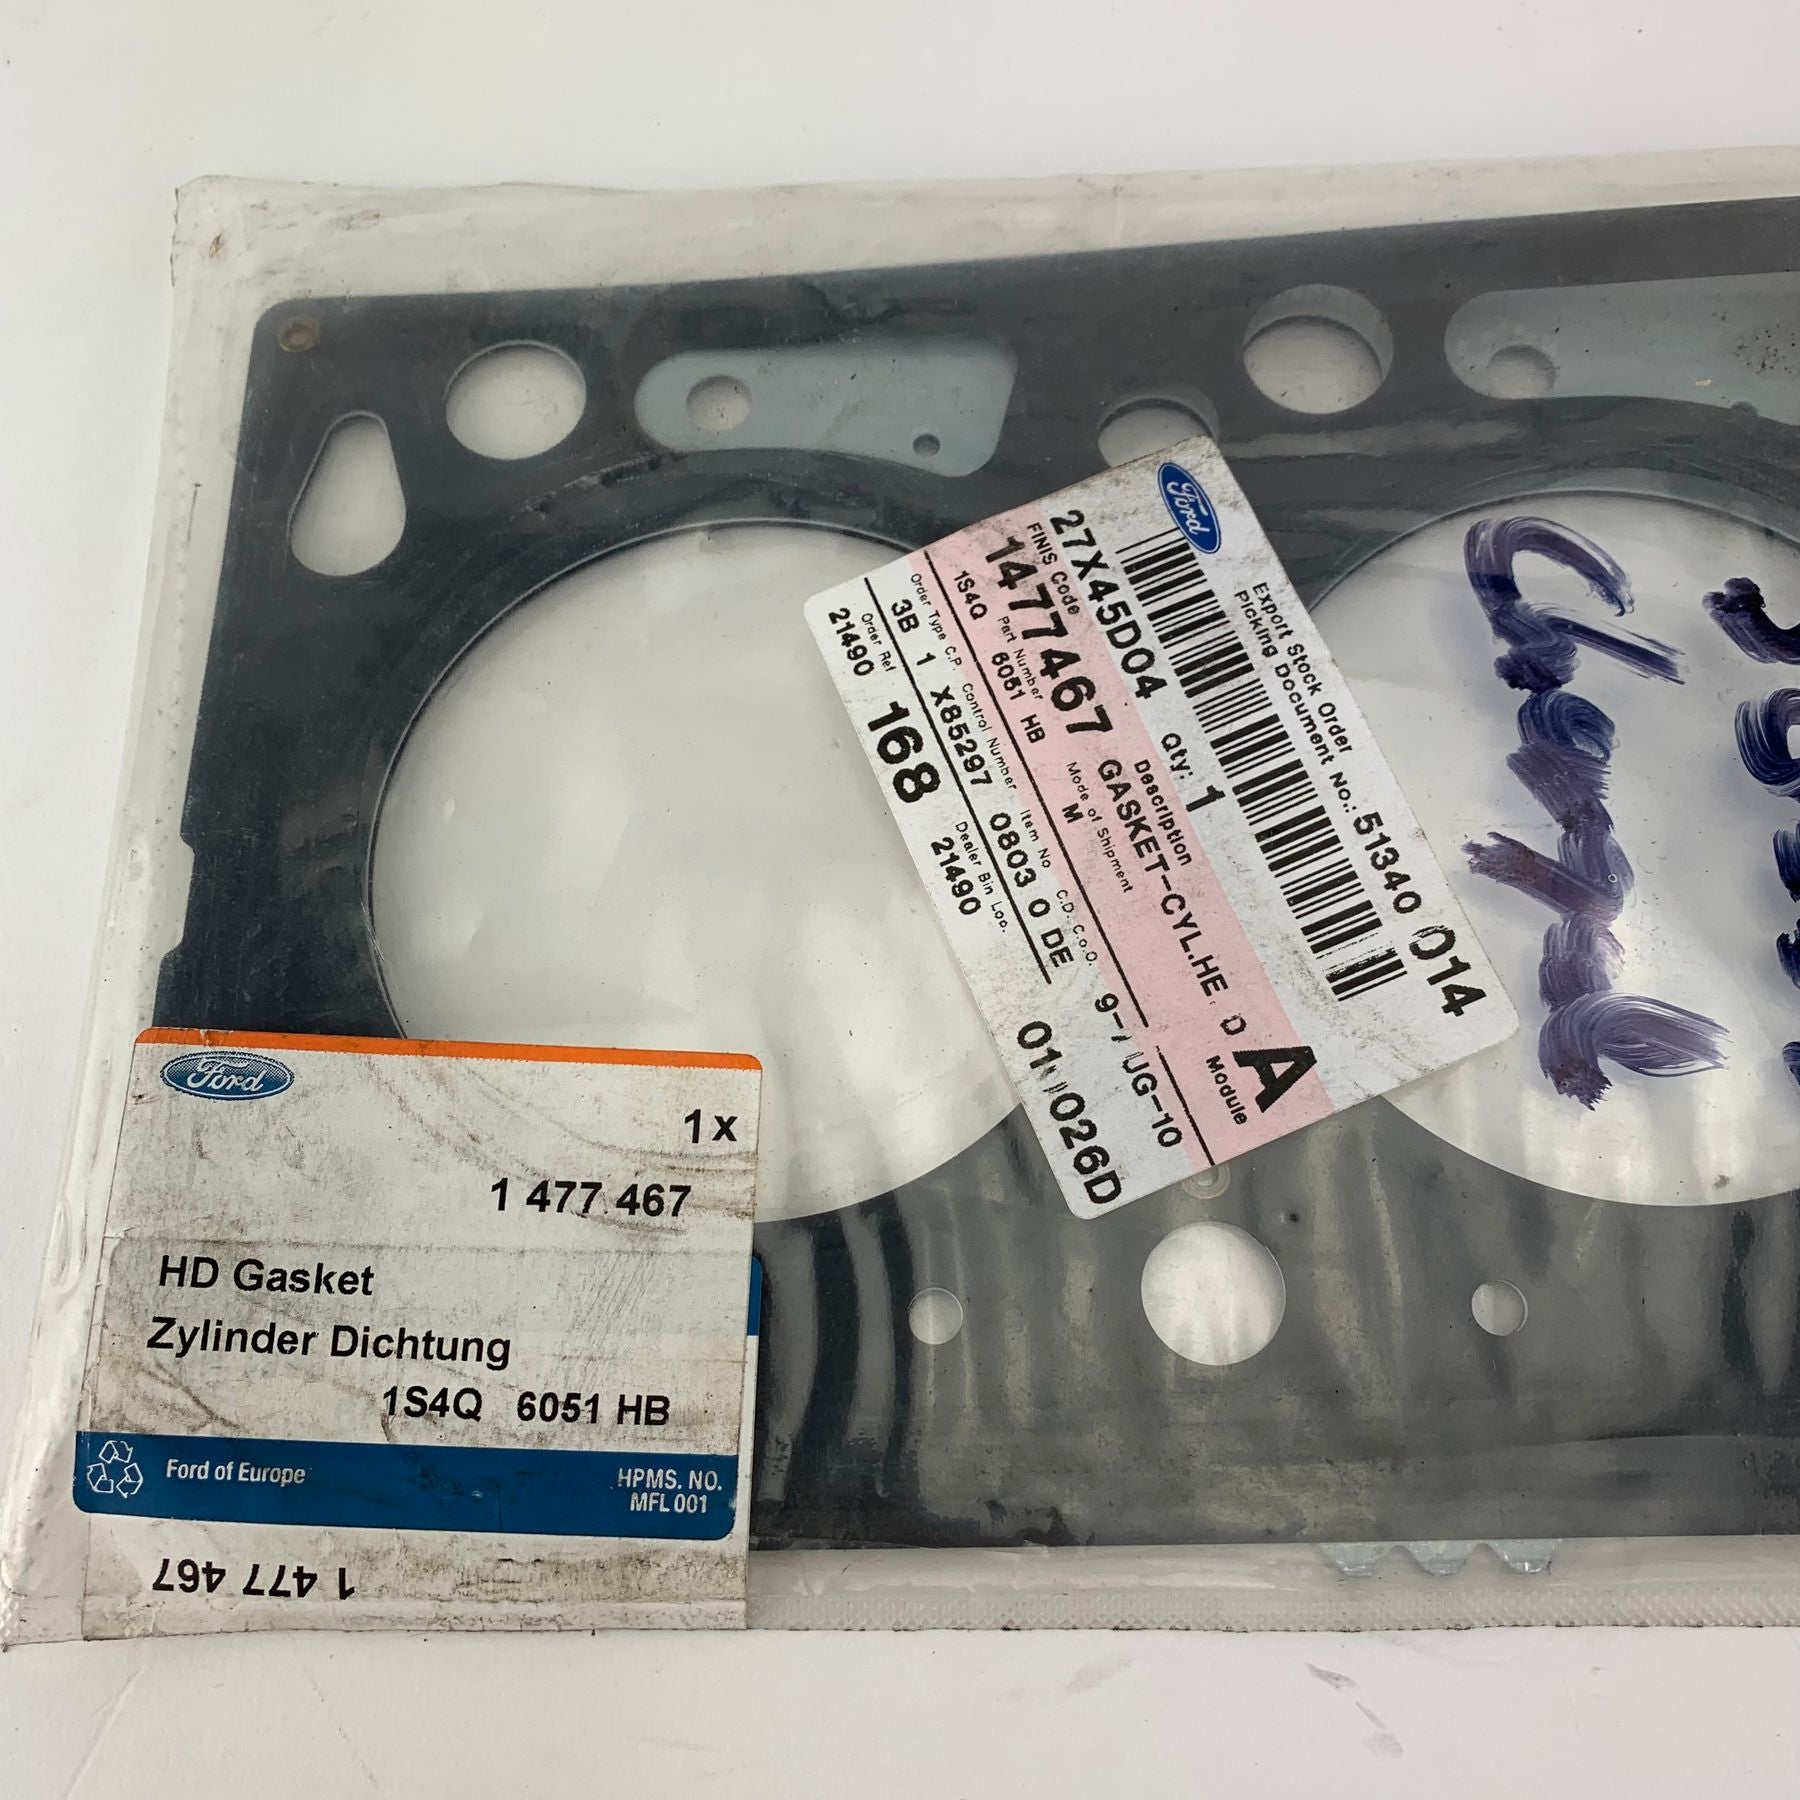 Ford
1x
1 477 467
HD Gasket
Zylinder Dichtung
1S4Q 6051 HB
Ford of Europe
HPMS. NO.
MFL 001
1 477 467
Ford
Export Stock Order
Picking Document No.: 51340 014
27X45D04 Qty: 1
FINIS Code Description Module
1477467 GASKET-CYL.HE D A
Part Number Mode of Shipment
1S4Q 6051 HB M
Order Type C.P. Control Number Item No C.D. C.o.O.
3B 1 X85297 0803 0 DE 9-AUG-10
Order Ref Dealer Bin Loc.
21490 168 21490